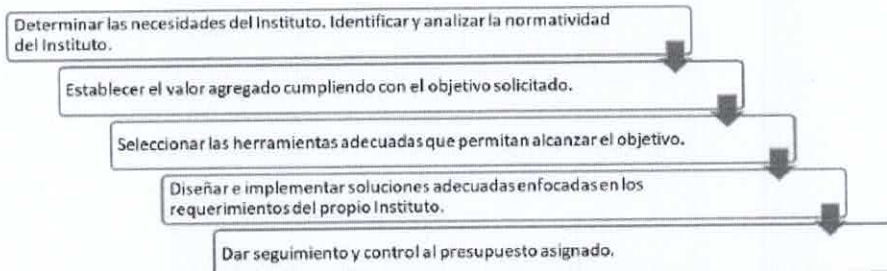 Determinar las necesidades del Instituto. Identificar y analizar la normatividad
del Instituto.
Establecer el valor agregado cumpliendo con el objetivo solicitado.
Seleccionar las herramientas adecuadas que permitan alcanzar el objetivo.
Diseñar e implementar soluciones adecuadas enfocadas en los
requerimientos del propio Instituto.
Dar seguimiento y control al presupuesto asignado.